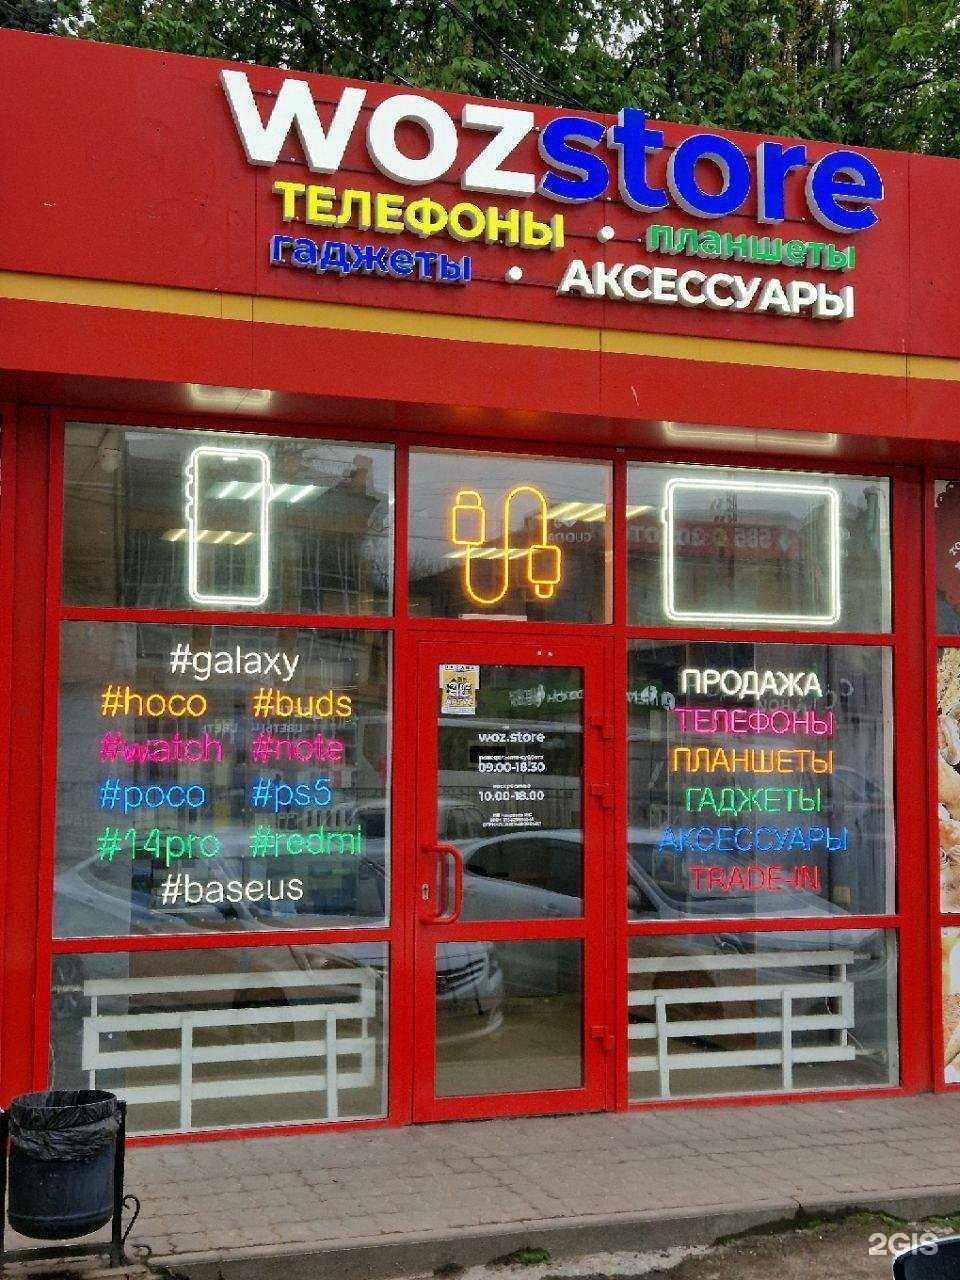 wozstore
ТЕЛЕФОНЫ • планшеты
гаджеты • АКСЕССУАРЫ
#galaxy
#hoco #buds
#watch #note
#poco #ps5
#14pro #redmi
#baseus
woz.store
09.00-18.30
воскресенье
10.00-18.00
ПРОДАЖА
ТЕЛЕФОНЫ
ПЛАНШЕТЫ
ГАДЖЕТЫ
АКСЕССУАРЫ
TRADE-IN
2GIS